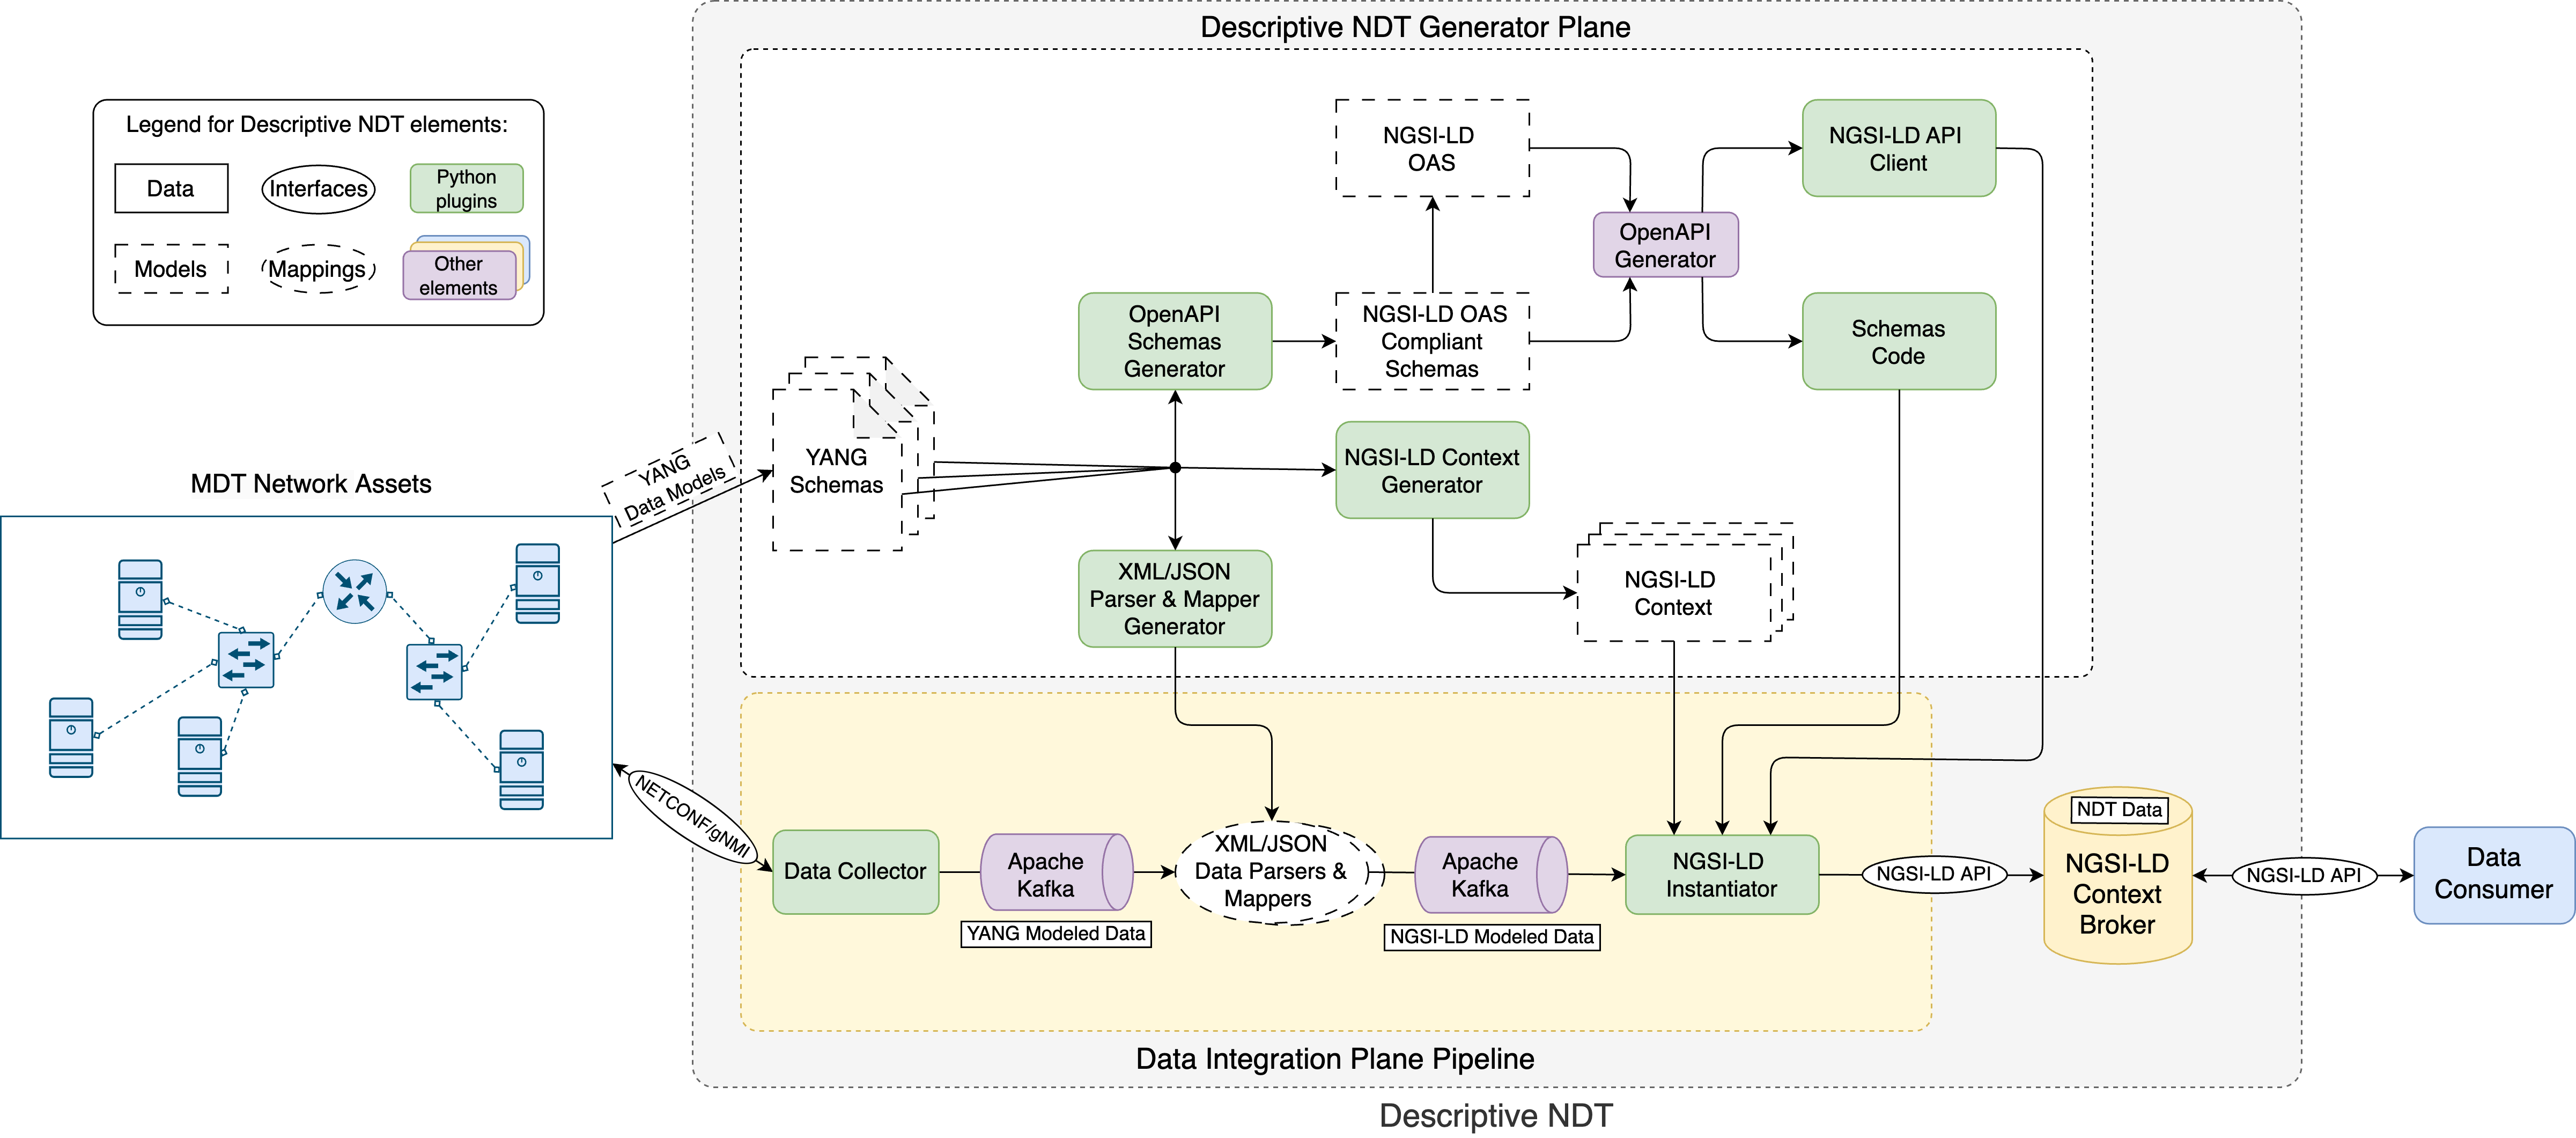 Descriptive NDT Generator Plane
Legend for Descriptive NDT elements:
Data
Interfaces
Python
plugins
Models
Mappings
Other
elements
NGSI-LD
OAS
NGSI-LD API
Client
OpenAPI
Generator
OpenAPI
Schemas
Generator
NGSI-LD OAS
Compliant
Schemas
Schemas
Code
YANG
Data Models
YANG
Schemas
NGSI-LD Context
Generator
MDT Network Assets
XML/JSON
Parser & Mapper
Generator
NGSI-LD
Context
NETCONF/gNMI
Data Collector
Apache
Kafka
YANG Modeled Data
XML/JSON
Data Parsers &
Mappers
Apache
Kafka
NGSI-LD Modeled Data
NGSI-LD
Instantiator
NGSI-LD API
NDT Data
NGSI-LD
Context
Broker
NGSI-LD API
Data
Consumer
Data Integration Plane Pipeline
Descriptive NDT